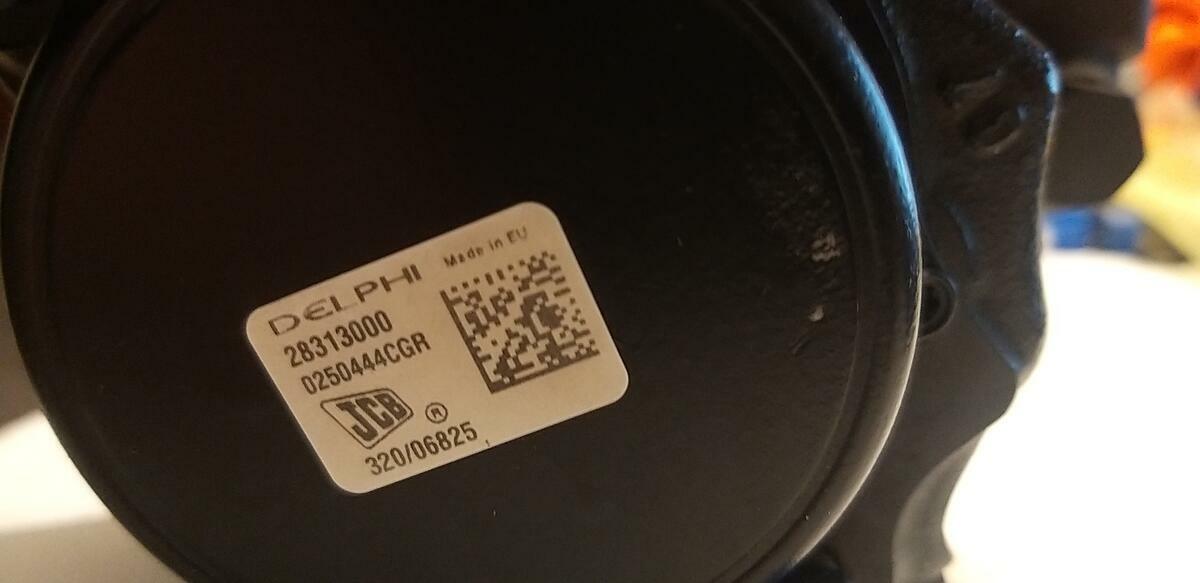 DELPHI
Made in EU
28313000
0250444CGR
JCB ®
320/06825